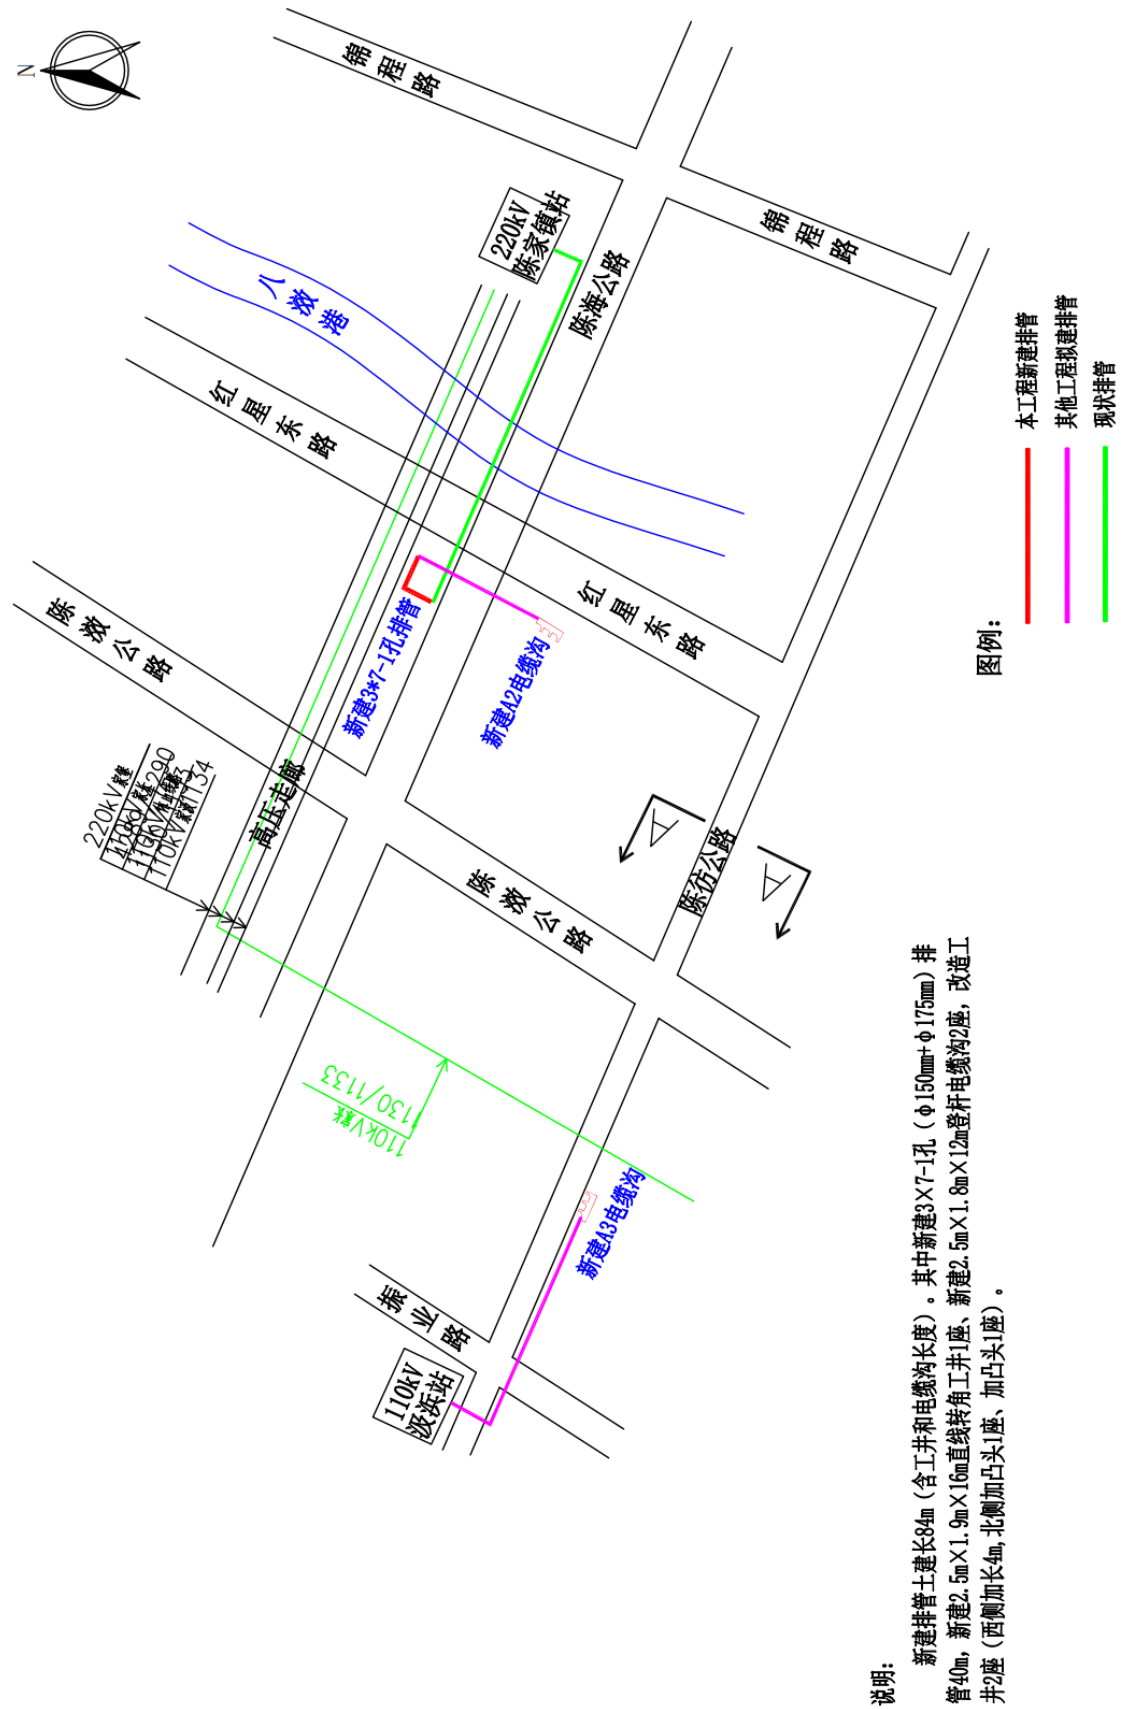 N
锦程路
220kV
陈家镇站
八滧港
陈海公路
锦程路
红星东路
陈滧公路
新建3*7-1孔排管
新建A2电缆沟
红星东路
高压走廊
220kV
110kV
110kV
110kV
1134
陈滧公路
A
A
陈彷公路
110kV
1130/1133
新建A3电缆沟
振业路
110kV
汲浜站
图例：
本工程新建排管
其他工程拟建排管
现状排管
说明：
新建排管土建长84m（含工井和电缆沟长度）。其中新建3×7-1孔（φ150mm+φ175mm）排
管40m，新建2.5m×1.9m×16m直线转角工井1座、新建2.5m×1.8m×12m登杆电缆沟2座，改造工
井2座（西侧加长4m,北侧加凸头1座、加凸头1座）。